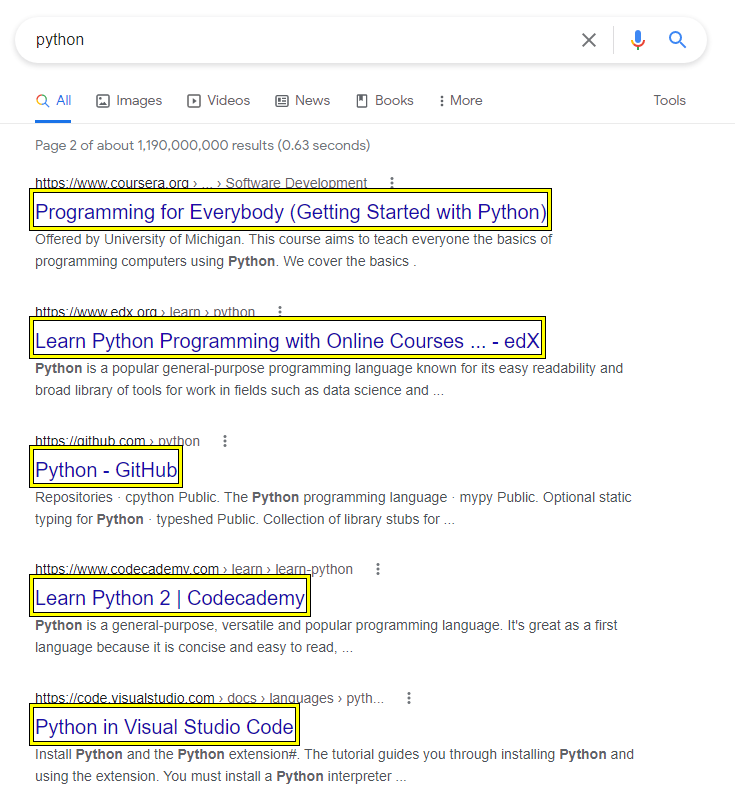 python
All Images Videos News Books More Tools
Page 2 of about 1,190,000,000 results (0.63 seconds)
https://www.coursera.org › ... › Software Development
Programming for Everybody (Getting Started with Python)
Offered by University of Michigan. This course aims to teach everyone the basics of
programming computers using Python. We cover the basics .
https://www.edx.org › learn › python
Learn Python Programming with Online Courses ... - edX
Python is a popular general-purpose programming language known for its easy readability and
broad library of tools for work in fields such as data science and ...
https://github.com › python
Python - GitHub
Repositories · cpython Public. The Python programming language · mypy Public. Optional static
typing for Python · typeshed Public. Collection of library stubs for ...
https://www.codecademy.com › learn › learn-python
Learn Python 2 | Codecademy
Python is a general-purpose, versatile and popular programming language. It's great as a first
language because it is concise and easy to read, ...
https://code.visualstudio.com › docs › languages › pyth...
Python in Visual Studio Code
Install Python and the Python extension#. The tutorial guides you through installing Python and
using the extension. You must install a Python interpreter ...